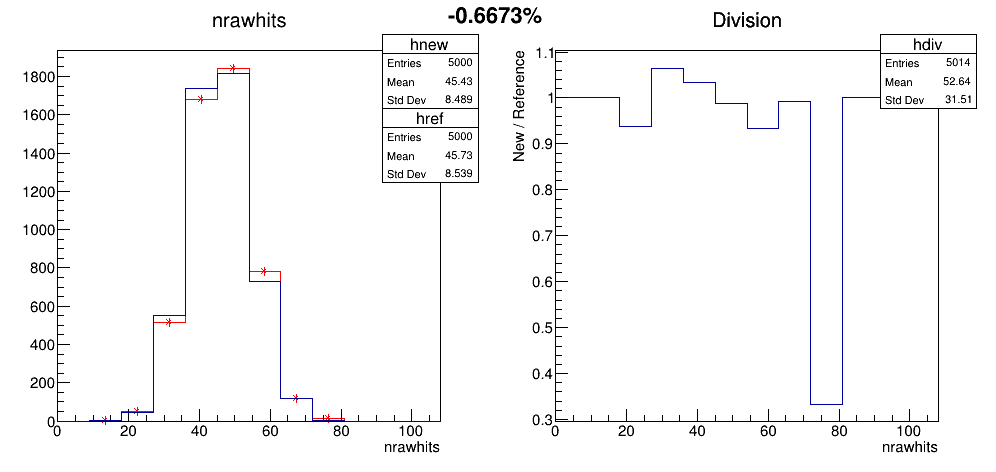 -0.6673%
nrawhits
hnew
Entries 5000
Mean 45.43
Std Dev 8.489
href
Entries 5000
Mean 45.73
Std Dev 8.539
1800
1600
1400
1200
1000
800
600
400
200
0
0 20 40 60 80 100
nrawhits
Division
hdiv
Entries 5014
Mean 52.64
Std Dev 31.51
New / Reference
1.1
1
0.9
0.8
0.7
0.6
0.5
0.4
0.3
0 20 40 60 80 100
nrawhits